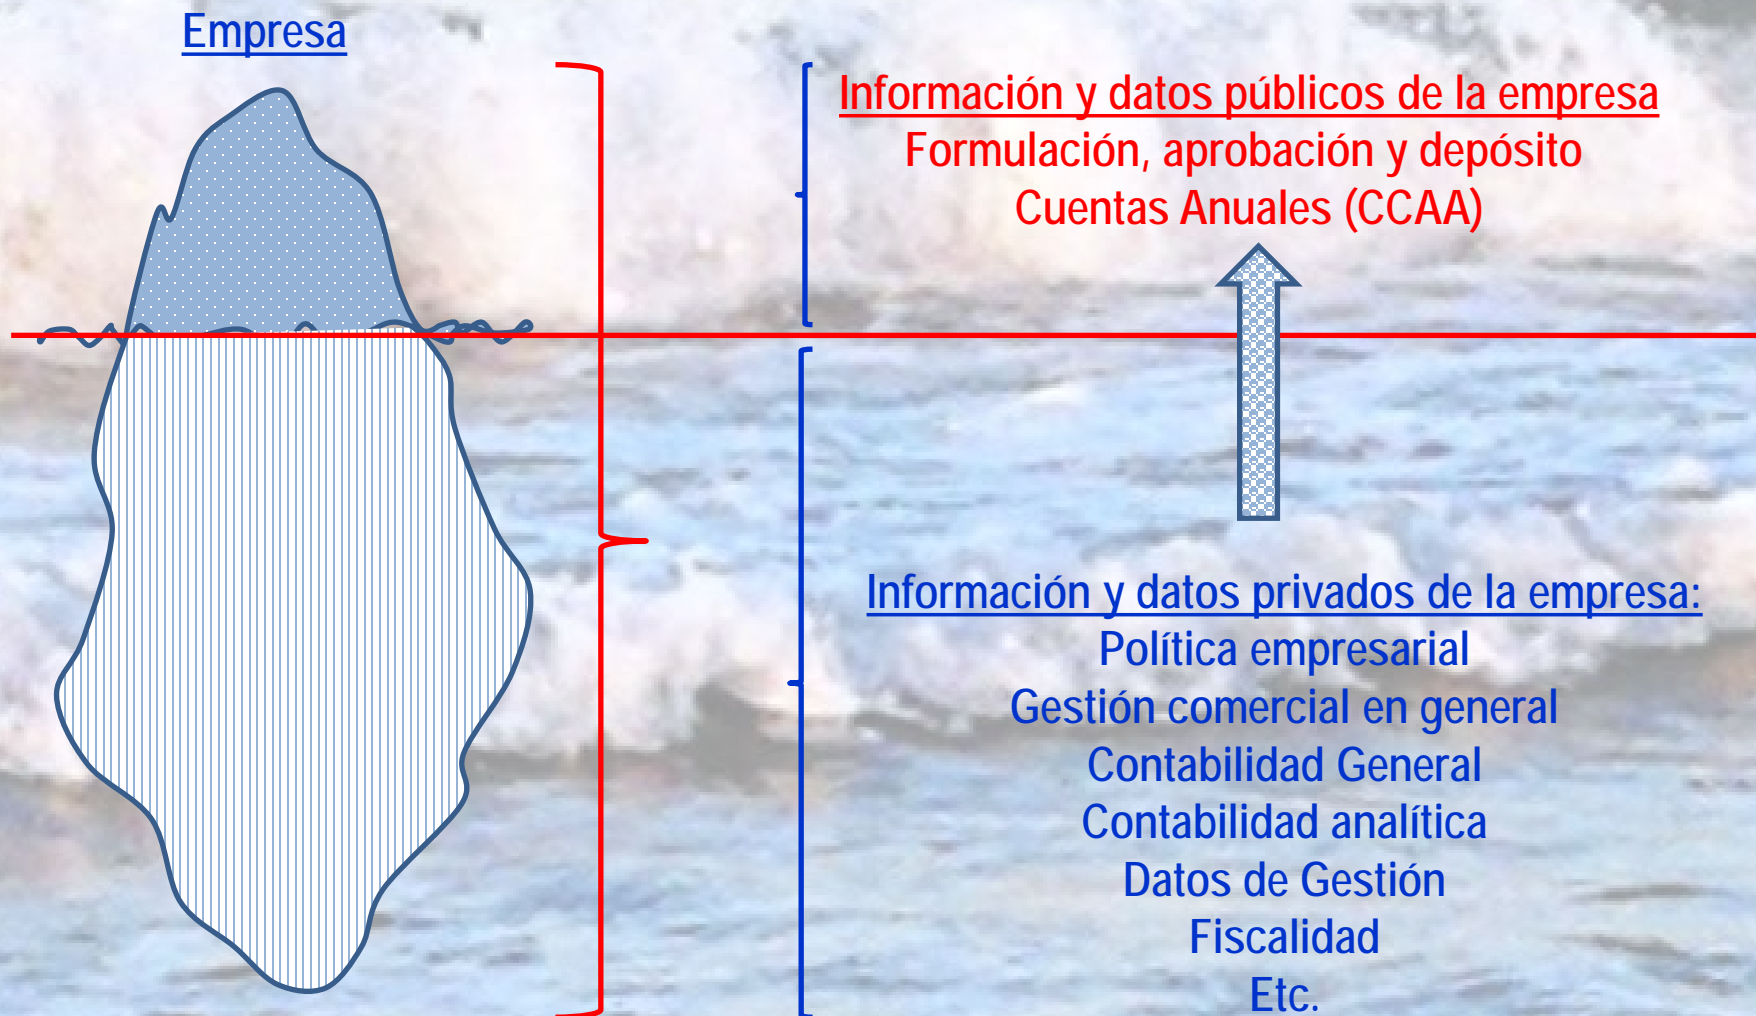 Empresa
Información y datos públicos de la empresa
Formulación, aprobación y depósito
Cuentas Anuales (CCAA)
Información y datos privados de la empresa:
Política empresarial
Gestión comercial en general
Contabilidad General
Contabilidad analítica
Datos de Gestión
Fiscalidad
Etc.